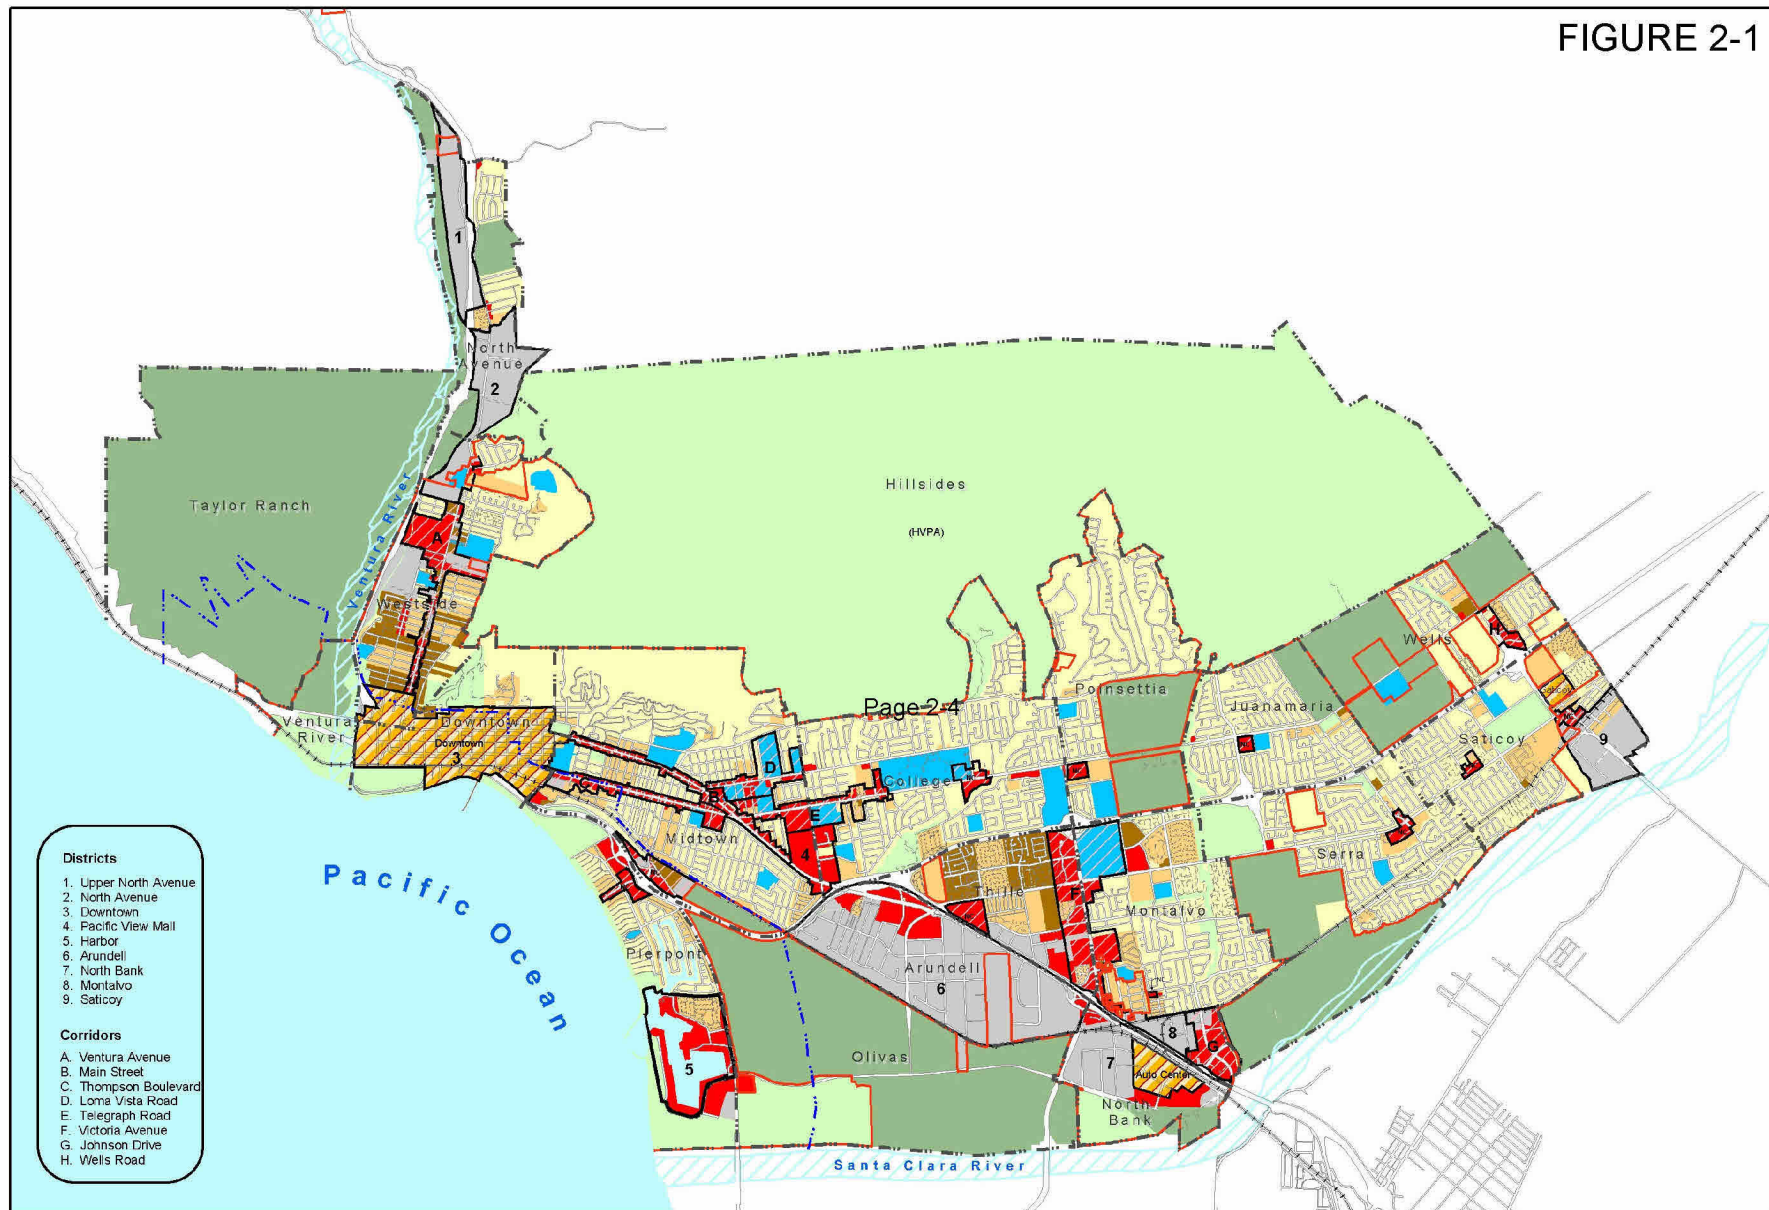 FIGURE 2-1
1
North
Avenue
2
Taylor Ranch
Ventura River
Hillsides
(HVPA)
A
Westside
Wells
H
Poinsettia
Page 2-4
Juanamaria
Ventura
River
Downtown
Downtown
3
Saticoy
9
D
College
C
B
E
Midtown
4
Serra
Thille
F
Montalvo
Pacific Ocean
Pierpont
Arundell
6
8
G
Olivas
7
Auto Center
5
North
Bank
Santa Clara River
Districts
1. Upper North Avenue
2. North Avenue
3. Downtown
4. Pacific View Mall
5. Harbor
6. Arundell
7. North Bank
8. Montalvo
9. Saticoy
Corridors
A. Ventura Avenue
B. Main Street
C. Thompson Boulevard
D. Loma Vista Road
E. Telegraph Road
F. Victoria Avenue
G. Johnson Drive
H. Wells Road